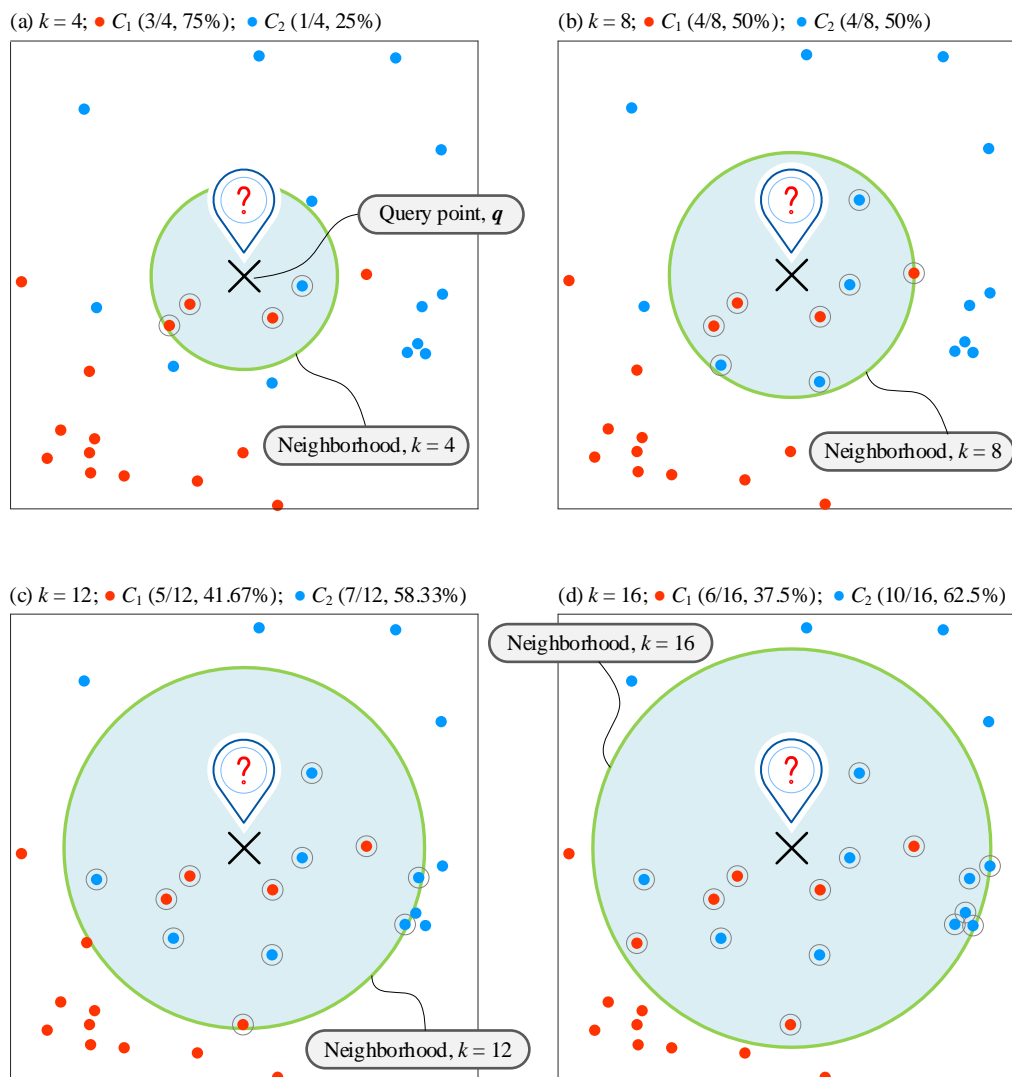 (a) k = 4; C₁ (3/4, 75%); C₂ (1/4, 25%)
(b) k = 8; C₁ (4/8, 50%); C₂ (4/8, 50%)
?
Query point, q
Neighborhood, k = 4
?
Neighborhood, k = 8
(c) k = 12; C₁ (5/12, 41.67%); C₂ (7/12, 58.33%)
(d) k = 16; C₁ (6/16, 37.5%); C₂ (10/16, 62.5%)
?
Neighborhood, k = 12
Neighborhood, k = 16
?